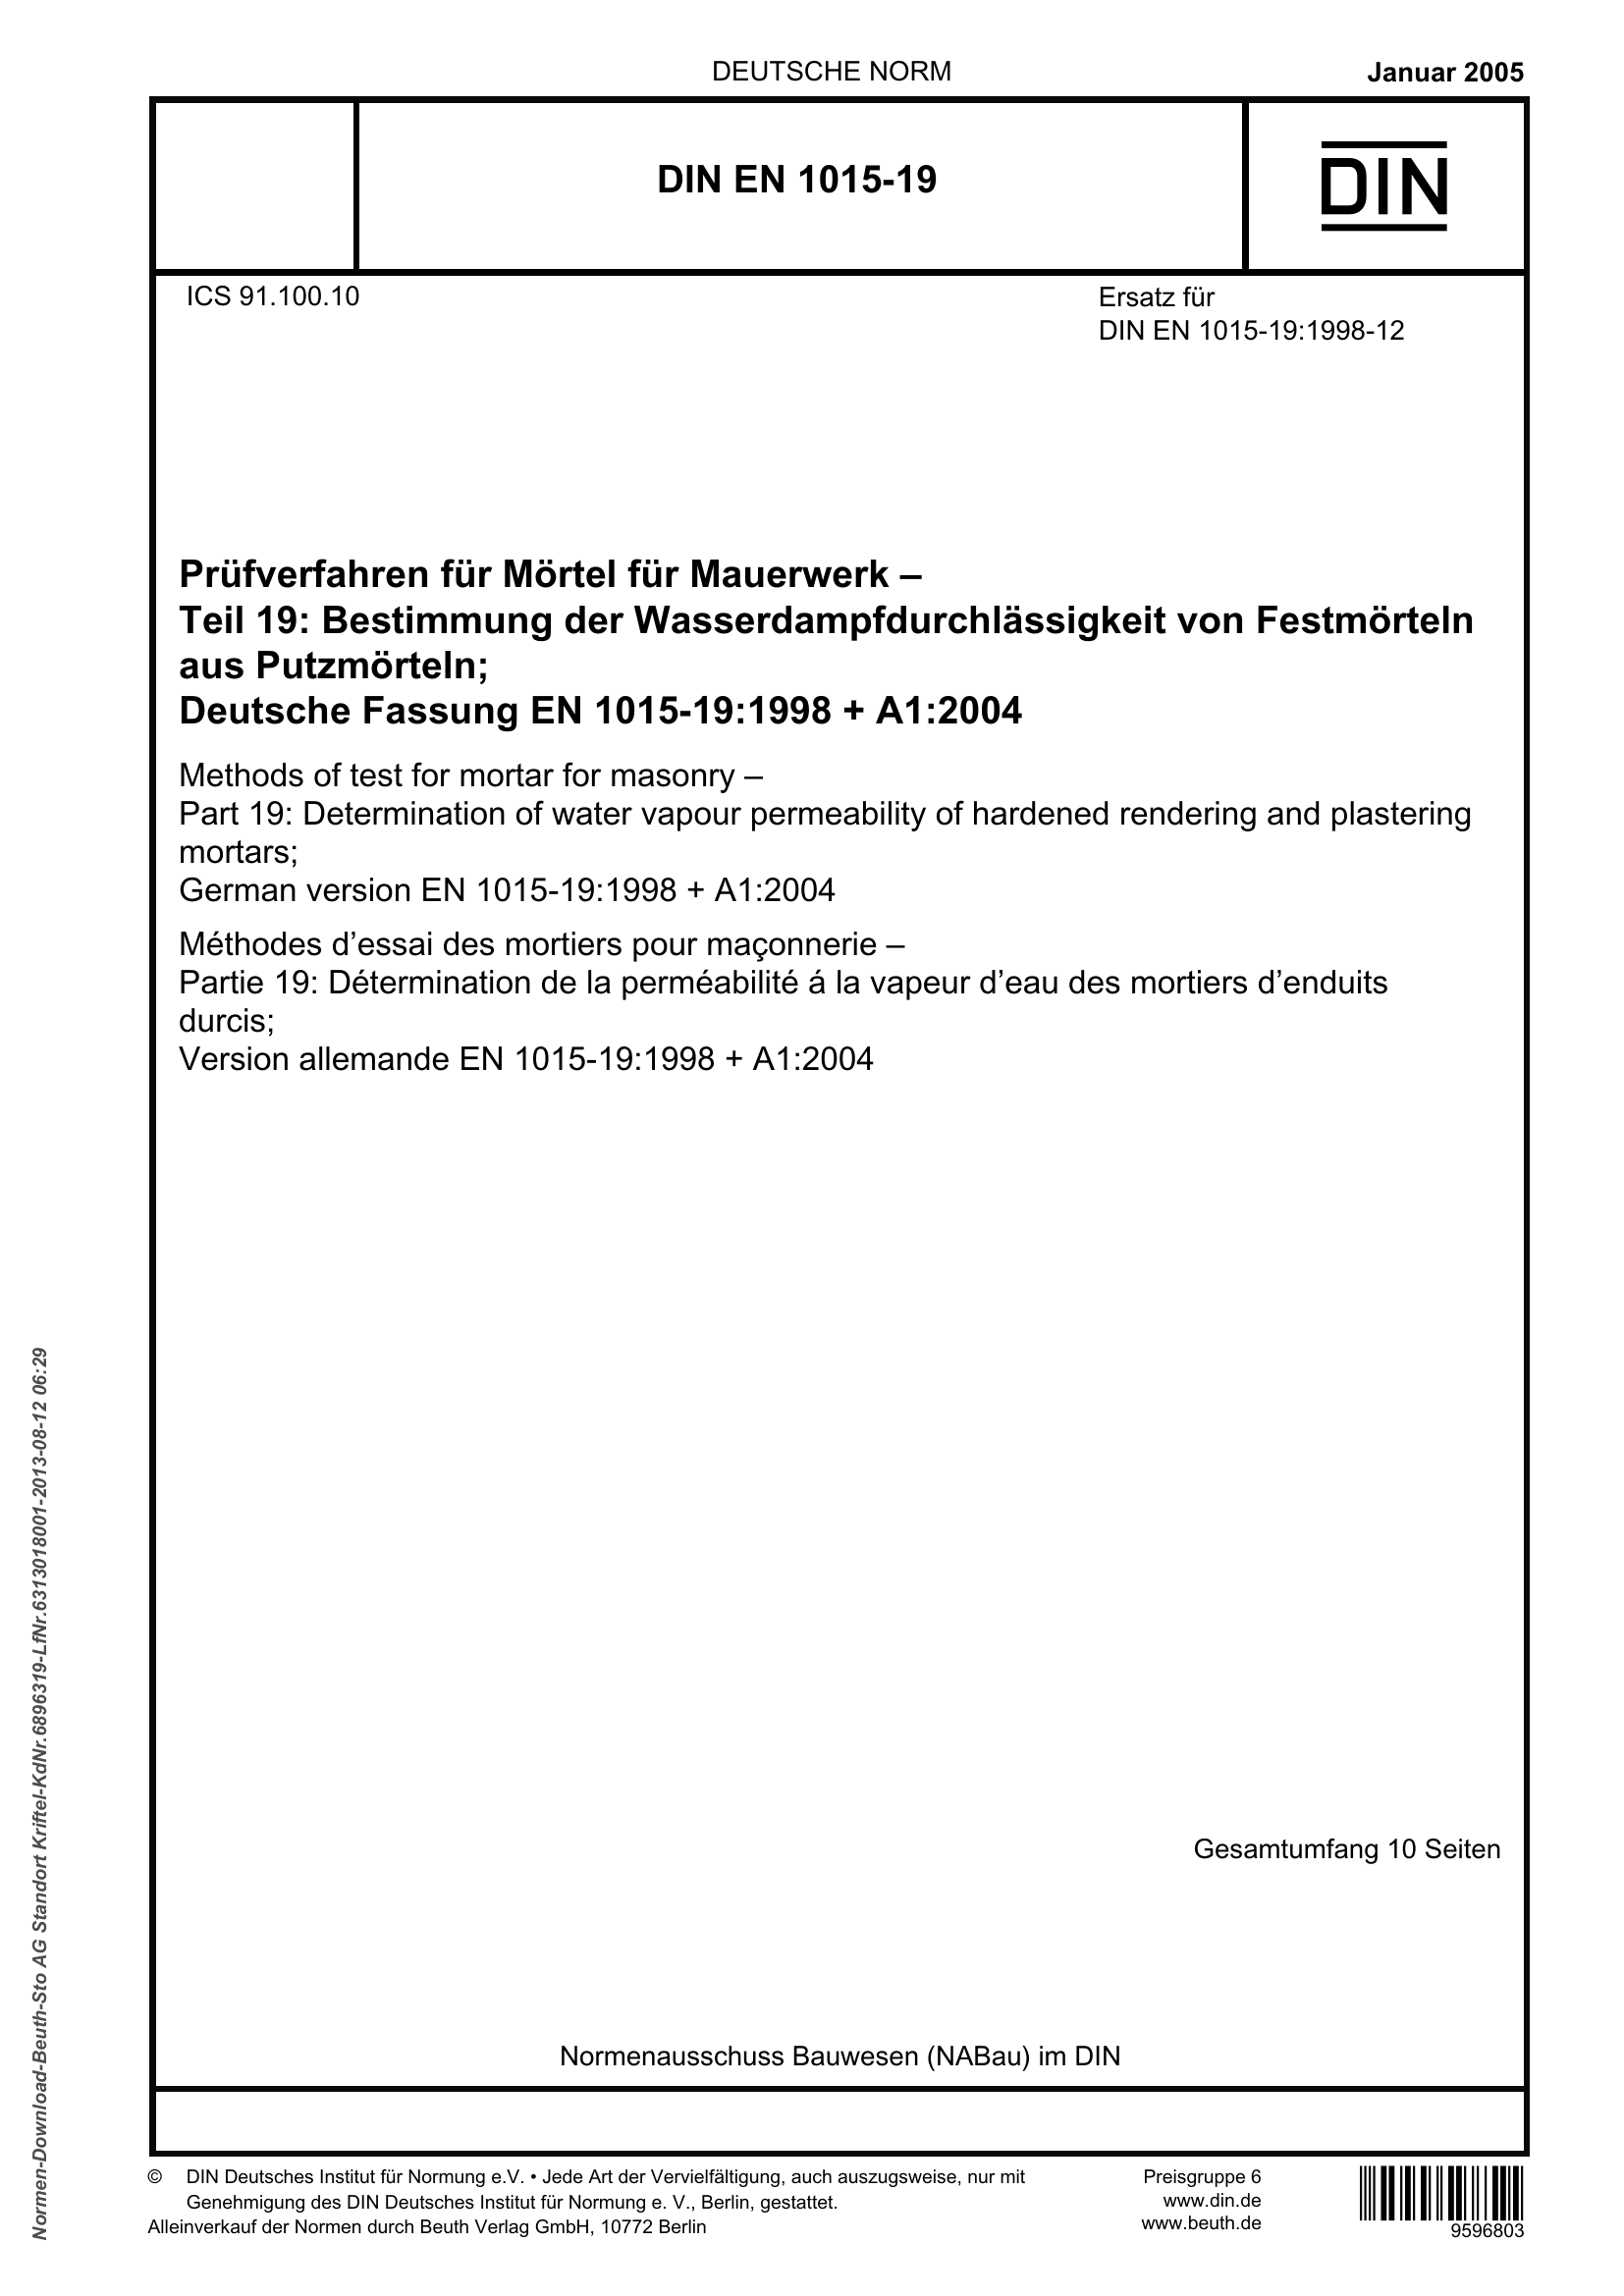 DEUTSCHE NORM
Januar 2005
DIN EN 1015-19
DIN
ICS 91.100.10
Ersatz für
DIN EN 1015-19:1998-12
Prüfverfahren für Mörtel für Mauerwerk –
Teil 19: Bestimmung der Wasserdampfdurchlässigkeit von Festmörteln
aus Putzmörteln;
Deutsche Fassung EN 1015-19:1998 + A1:2004
Methods of test for mortar for masonry –
Part 19: Determination of water vapour permeability of hardened rendering and plastering
mortars;
German version EN 1015-19:1998 + A1:2004
Méthodes d’essai des mortiers pour maçonnerie –
Partie 19: Détermination de la perméabilité á la vapeur d’eau des mortiers d’enduits
durcis;
Version allemande EN 1015-19:1998 + A1:2004
Gesamtumfang 10 Seiten
Normenausschuss Bauwesen (NABau) im DIN
© DIN Deutsches Institut für Normung e.V. • Jede Art der Vervielfältigung, auch auszugsweise, nur mit
Genehmigung des DIN Deutsches Institut für Normung e. V., Berlin, gestattet.
Alleinverkauf der Normen durch Beuth Verlag GmbH, 10772 Berlin
Preisgruppe 6
www.din.de
www.beuth.de
9596803
Normen-Download-Beuth-Sto AG Standort Kriftel-KdNr.6896319-LfNr.6313018001-2013-08-12 06:29